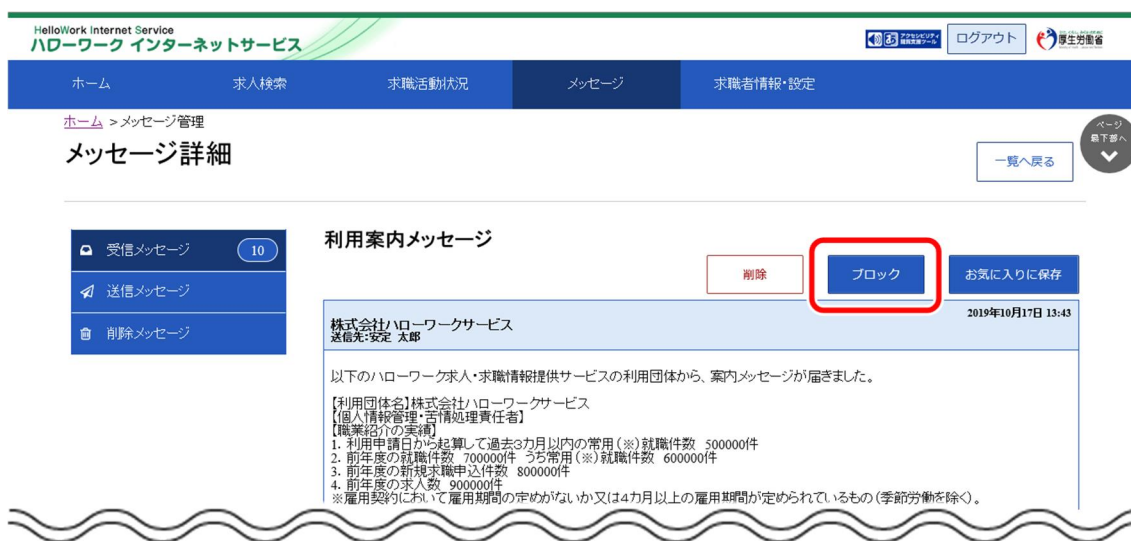 HelloWork Internet Service
ハローワーク インターネットサービス
アクセシビリティ
閲覧支援ツール
ログアウト
厚生労働省
ホーム
求人検索
求職活動状況
メッセージ
求職者情報・設定
ホーム >メッセージ管理
ページ
最下部へ
メッセージ詳細
一覧へ戻る
受信メッセージ 10
送信メッセージ
削除メッセージ
利用案内メッセージ
削除
ブロック
お気に入りに保存
株式会社ハローワークサービス
2019年10月17日 13:43
送信先:安定 太郎
以下のハローワーク求人・求職情報提供サービスの利用団体から、案内メッセージが届きました。
【利用団体名】株式会社ハローワークサービス
【個人情報管理・苦情処理責任者】
【職業紹介の実績】
1. 利用申請日から起算して過去3カ月以内の常用(※)就職件数 500000件
2. 前年度の就職件数 700000件 うち常用(※)就職件数 600000件
3. 前年度の新規求職申込件数 800000件
4. 前年度の求人数 900000件
※雇用契約において雇用期間の定めがないか又は4カ月以上の雇用期間が定められているもの(季節労働を除く)。